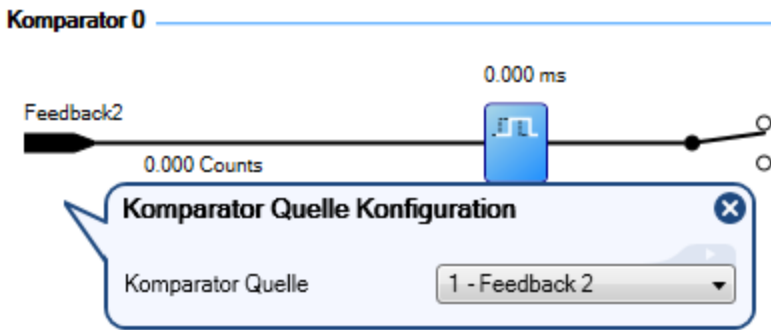 Komparator 0
0.000 ms
Feedback2
0.000 Counts
Komparator Quelle Konfiguration
Komparator Quelle
1 - Feedback 2